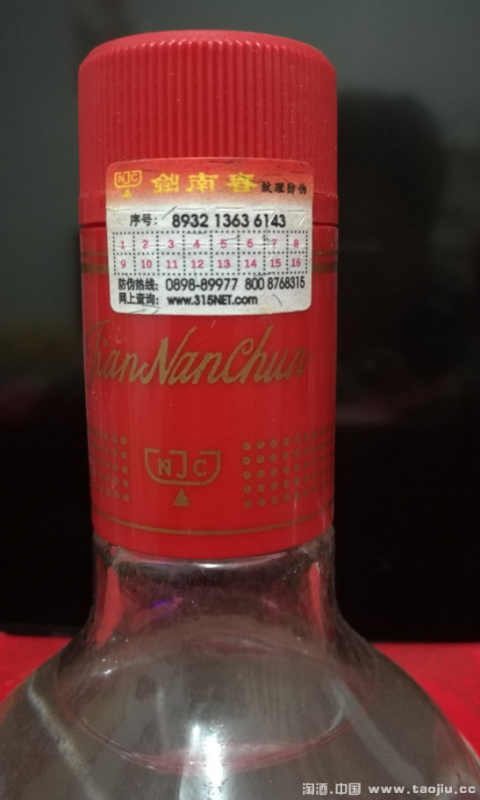 NJC 剑南春 纹理防伪
序号: 8932 1363 6143
1 2 3 4 5 6 7 8
9 10 11 12 13 14 15 16
防伪热线: 0898-89977 800 8768315
网上查询: www.315NET.com
JianNanChun
NJC
淘酒.中国 www.taojiu.cc